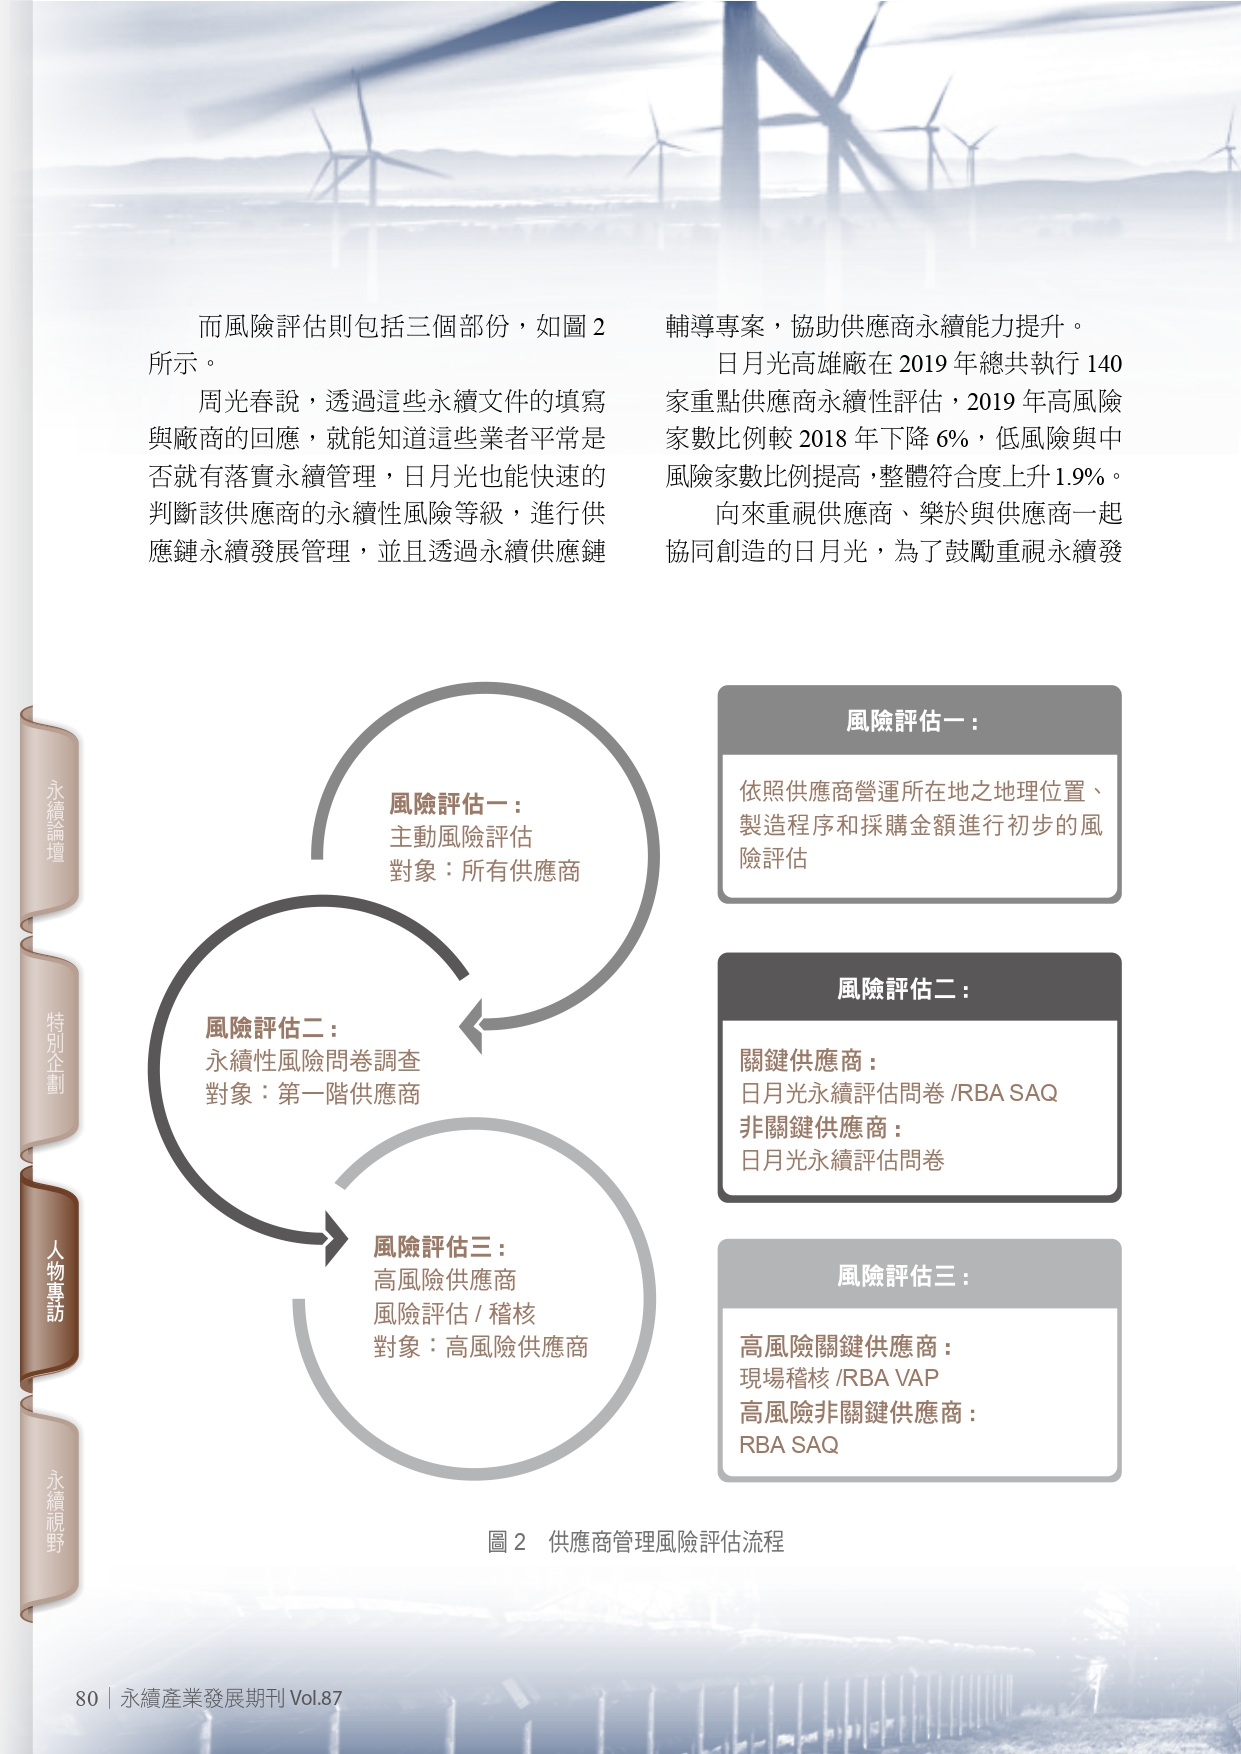 而風險評估則包括三個部份，如圖 2
所示。
周光春說，透過這些永續文件的填寫
與廠商的回應，就能知道這些業者平常是
否就有落實永續管理，日月光也能快速的
判斷該供應商的永續性風險等級，進行供
應鏈永續發展管理，並且透過永續供應鏈
輔導專案，協助供應商永續能力提升。
日月光高雄廠在 2019 年總共執行 140
家重點供應商永續性評估，2019 年高風險
家數比例較 2018 年下降 6%，低風險與中
風險家數比例提高，整體符合度上升 1.9%。
向來重視供應商、樂於與供應商一起
協同創造的日月光，為了鼓勵重視永續發
風險評估一：
主動風險評估
對象：所有供應商
風險評估二：
永續性風險問卷調查
對象：第一階供應商
風險評估三：
高風險供應商
風險評估 / 稽核
對象：高風險供應商
風險評估一：
依照供應商營運所在地之地理位置、
製造程序和採購金額進行初步的風
險評估
風險評估二：
關鍵供應商：
日月光永續評估問卷 /RBA SAQ
非關鍵供應商：
日月光永續評估問卷
風險評估三：
高風險關鍵供應商：
現場稽核 /RBA VAP
高風險非關鍵供應商：
RBA SAQ
圖 2　供應商管理風險評估流程
永續論壇
特別企劃
人物專訪
永續視野
80 | 永續產業發展期刊 Vol.87